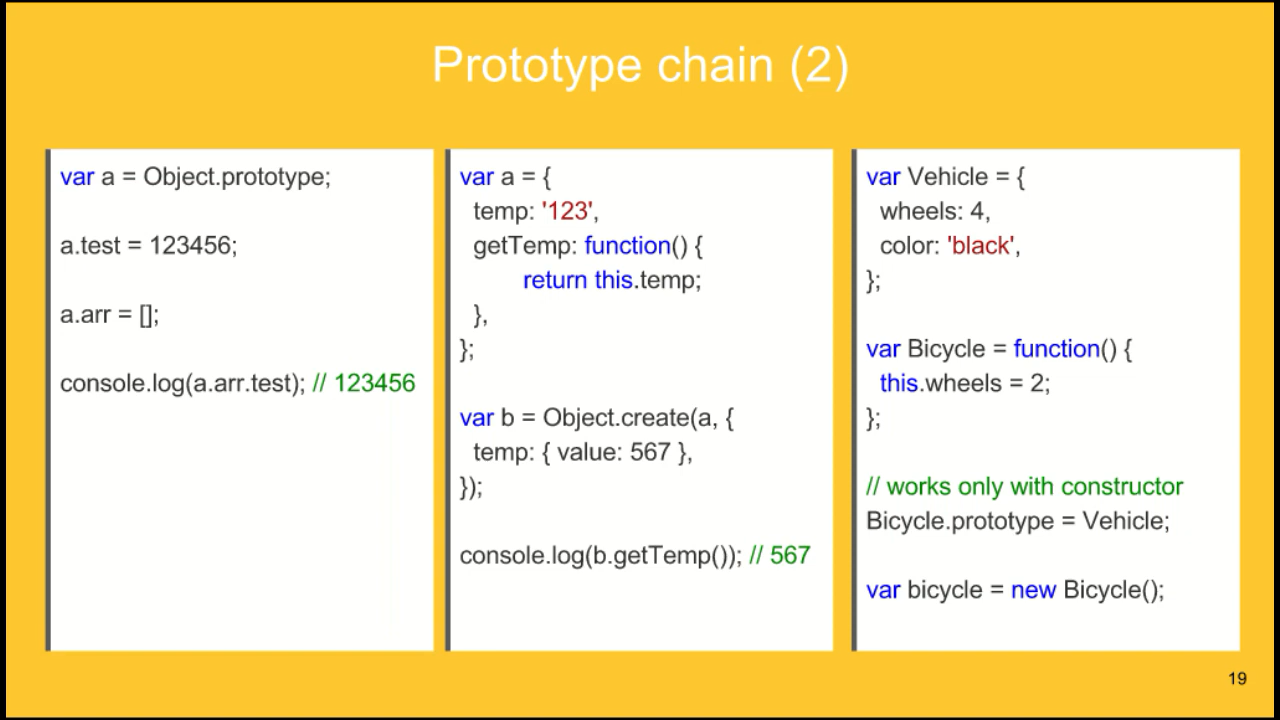 Prototype chain (2)
var a = Object.prototype;
a.test = 123456;
a.arr = [];
console.log(a.arr.test); // 123456
var a = {
temp: '123',
getTemp: function() {
return this.temp;
},
};
var b = Object.create(a, {
temp: { value: 567 },
});
console.log(b.getTemp()); // 567
var Vehicle = {
wheels: 4,
color: 'black',
};
var Bicycle = function() {
this.wheels = 2;
};
// works only with constructor
Bicycle.prototype = Vehicle;
var bicycle = new Bicycle();
19